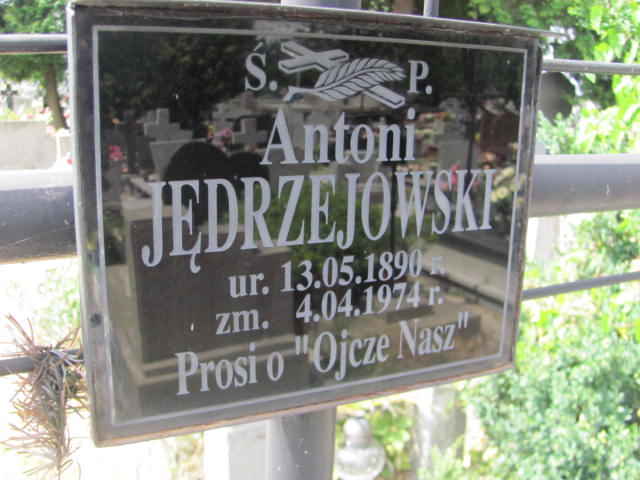 Ś. P.
Antoni
JĘDRZEJOWSKI
ur. 13.05.1890 r.
zm. 4.04.1974 r.
Prosi o "Ojcze Nasz"